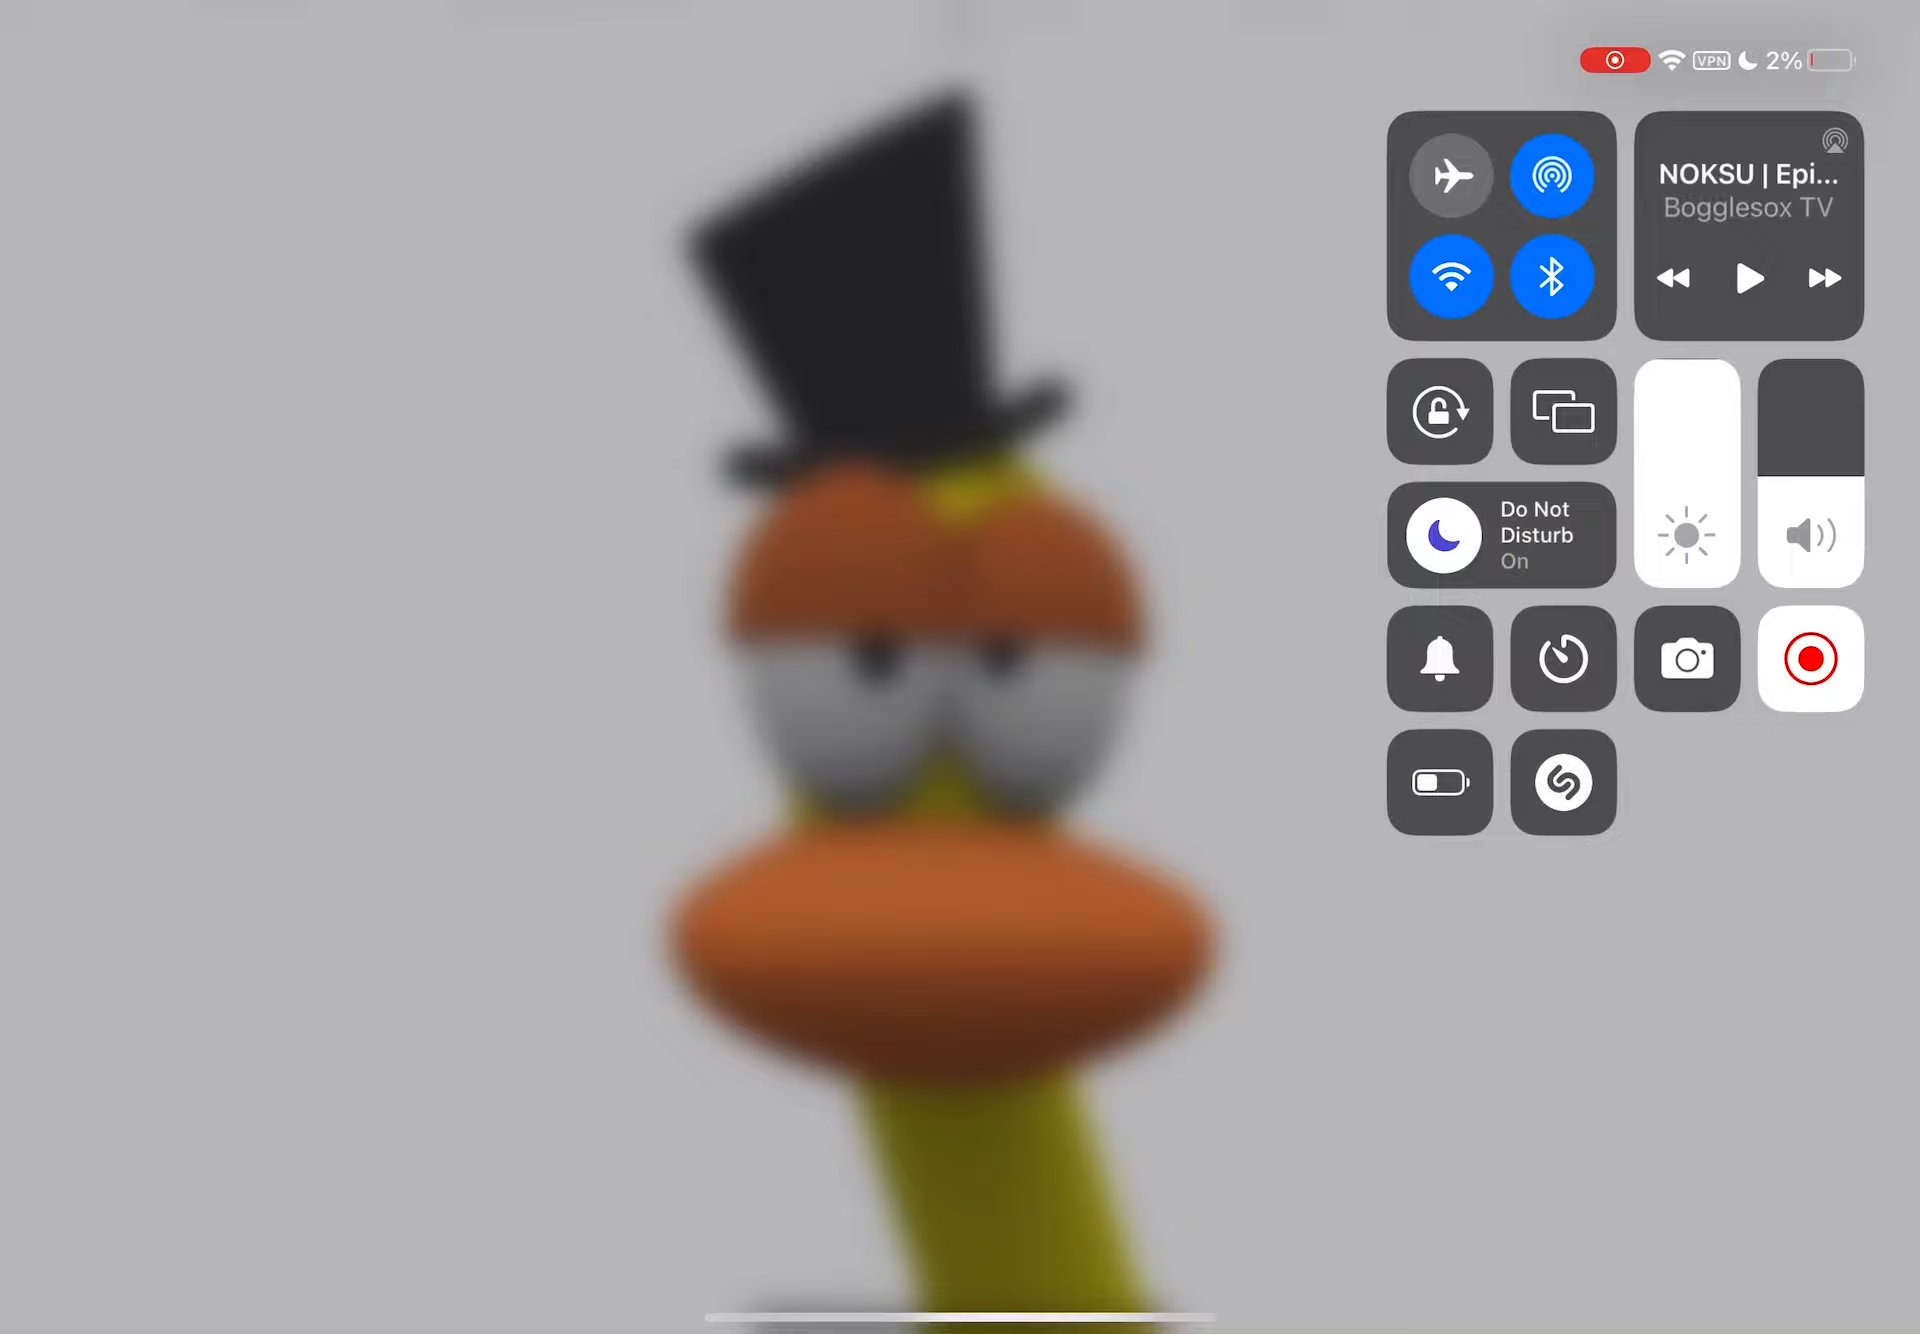 VPN 2%
NOKSU | Epi...
Bogglesox TV
Do Not
Disturb
On